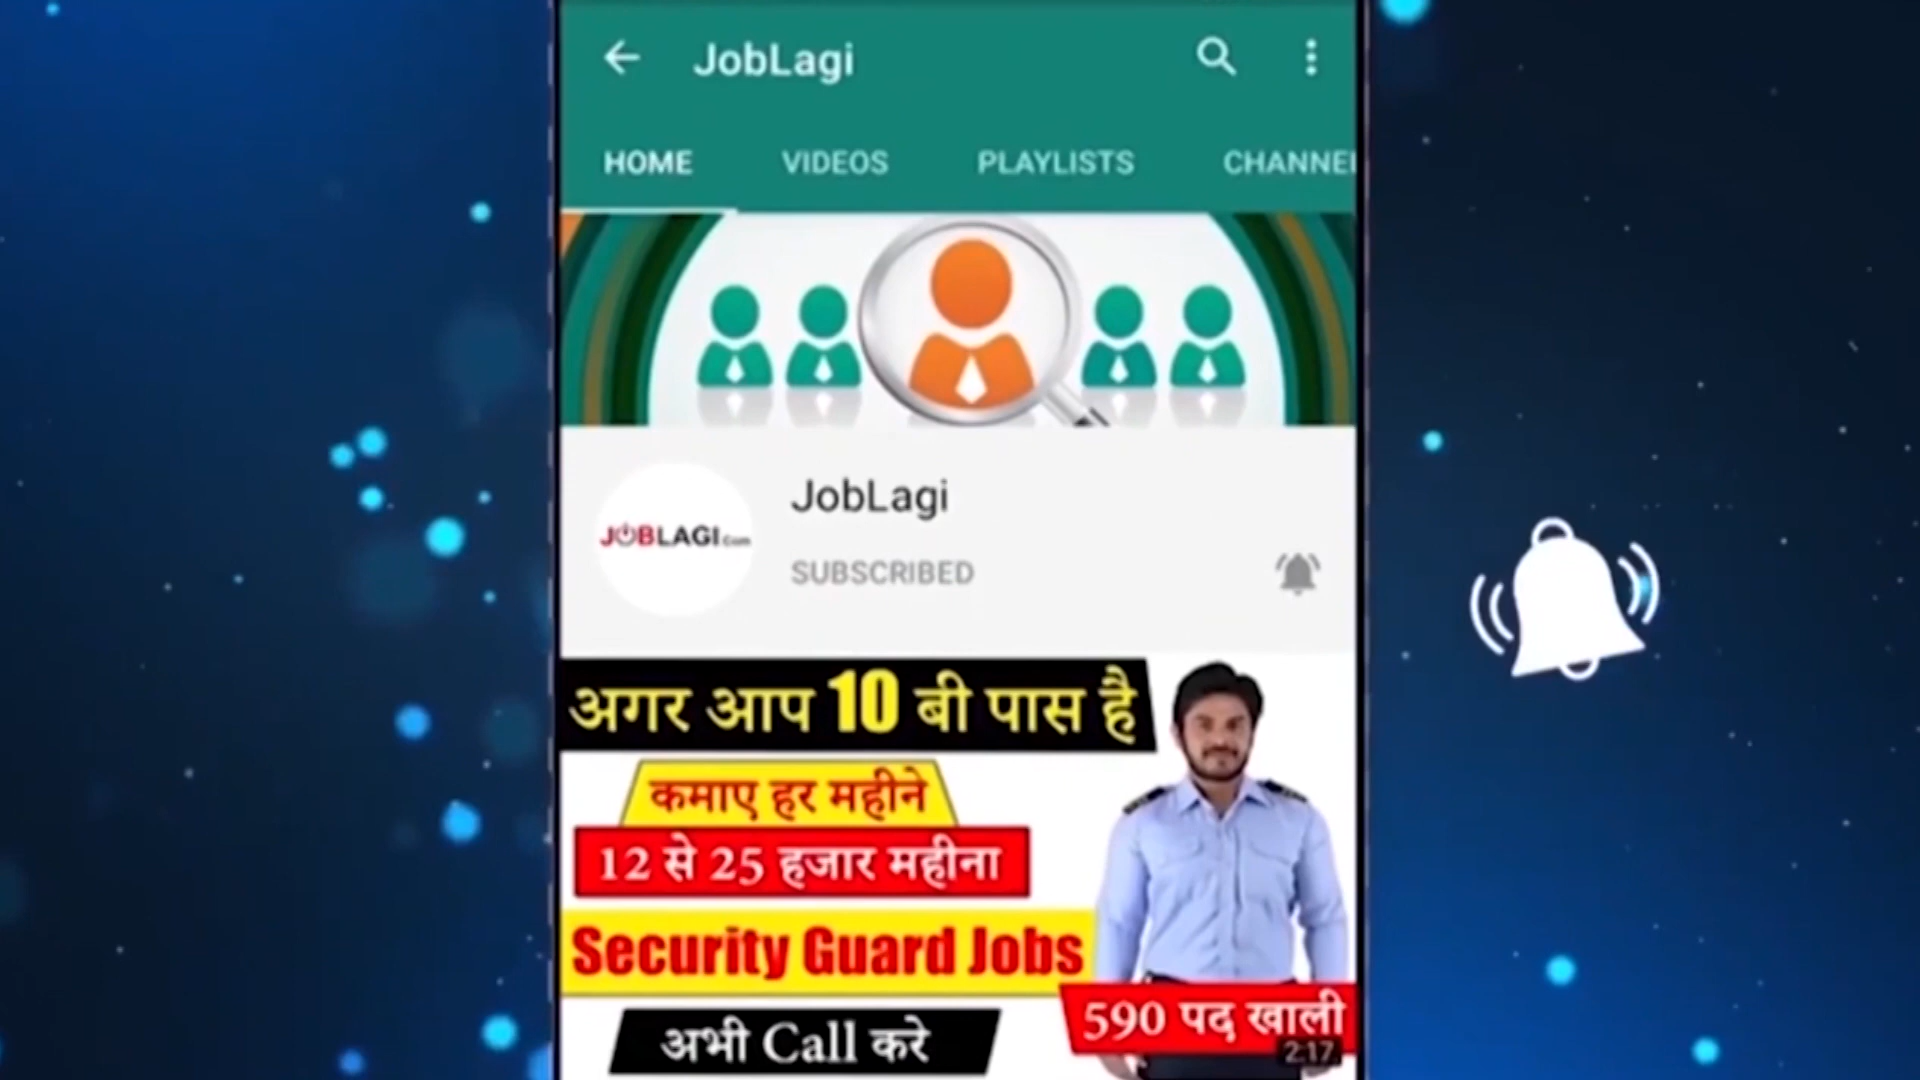 JobLagi
HOME VIDEOS PLAYLISTS CHANNEL
JobLagi
JOBLAGI.com
SUBSCRIBED
अगर आप 10 बी पास है
कमाए हर महीने
12 से 25 हजार महीना
Security Guard Jobs
590 पद खाली
अभी Call करे
2:17